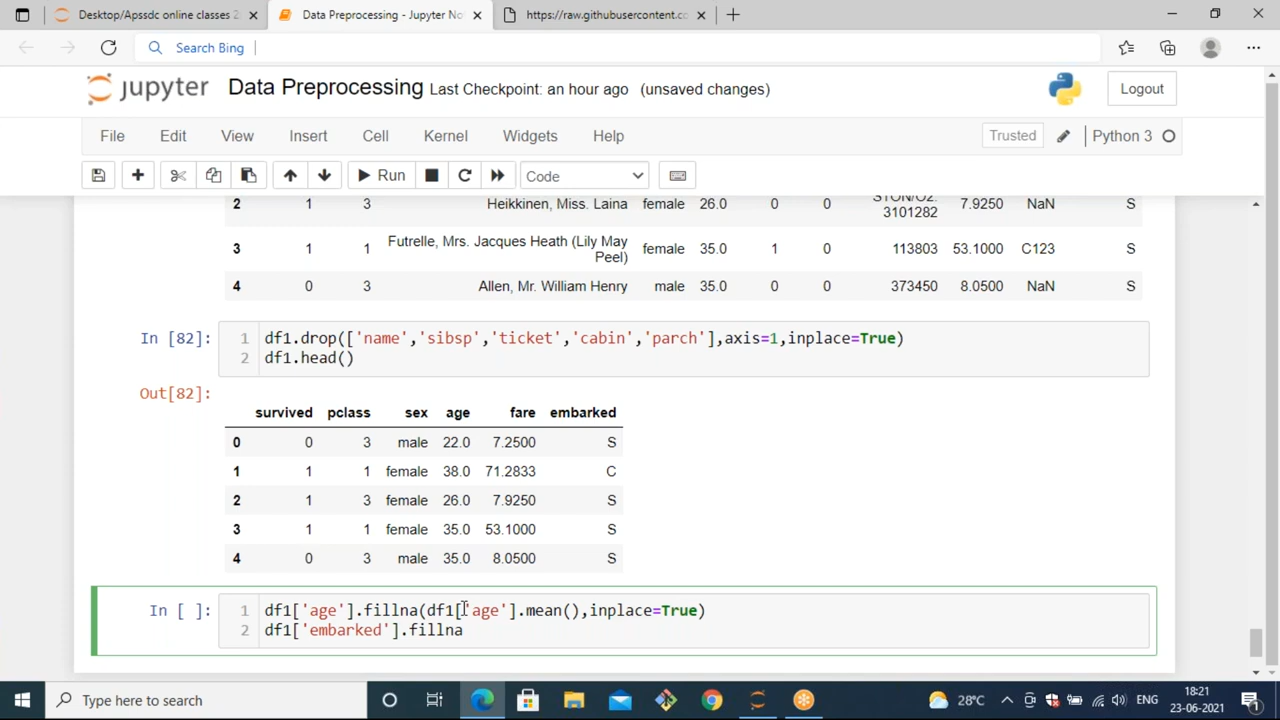 Desktop/Apssdc online classes 2
Data Preprocessing - Jupyter No
https://raw.githubusercontent.co
Search Bing
jupyter Data Preprocessing Last Checkpoint: an hour ago (unsaved changes)
Logout
File Edit View Insert Cell Kernel Widgets Help
Trusted
Python 3
Run
Code
2 1 3 Heikkinen, Miss. Laina female 26.0 0 0 STON/O2. 7.9250 NaN S
3101282
3 1 1 Futrelle, Mrs. Jacques Heath (Lily May female 35.0 1 0 113803 53.1000 C123 S
Peel)
4 0 3 Allen, Mr. William Henry male 35.0 0 0 373450 8.0500 NaN S
In [82]: 1 df1.drop(['name','sibsp','ticket','cabin','parch'],axis=1,inplace=True)
2 df1.head()
Out[82]:
survived pclass sex age fare embarked
0 0 3 male 22.0 7.2500 S
1 1 1 female 38.0 71.2833 C
2 1 3 female 26.0 7.9250 S
3 1 1 female 35.0 53.1000 S
4 0 3 male 35.0 8.0500 S
In [ ]: 1 df1['age'].fillna(df1['age'].mean(),inplace=True)
2 df1['embarked'].fillna
Type here to search
28°C
ENG
18:21
23-06-2021
1